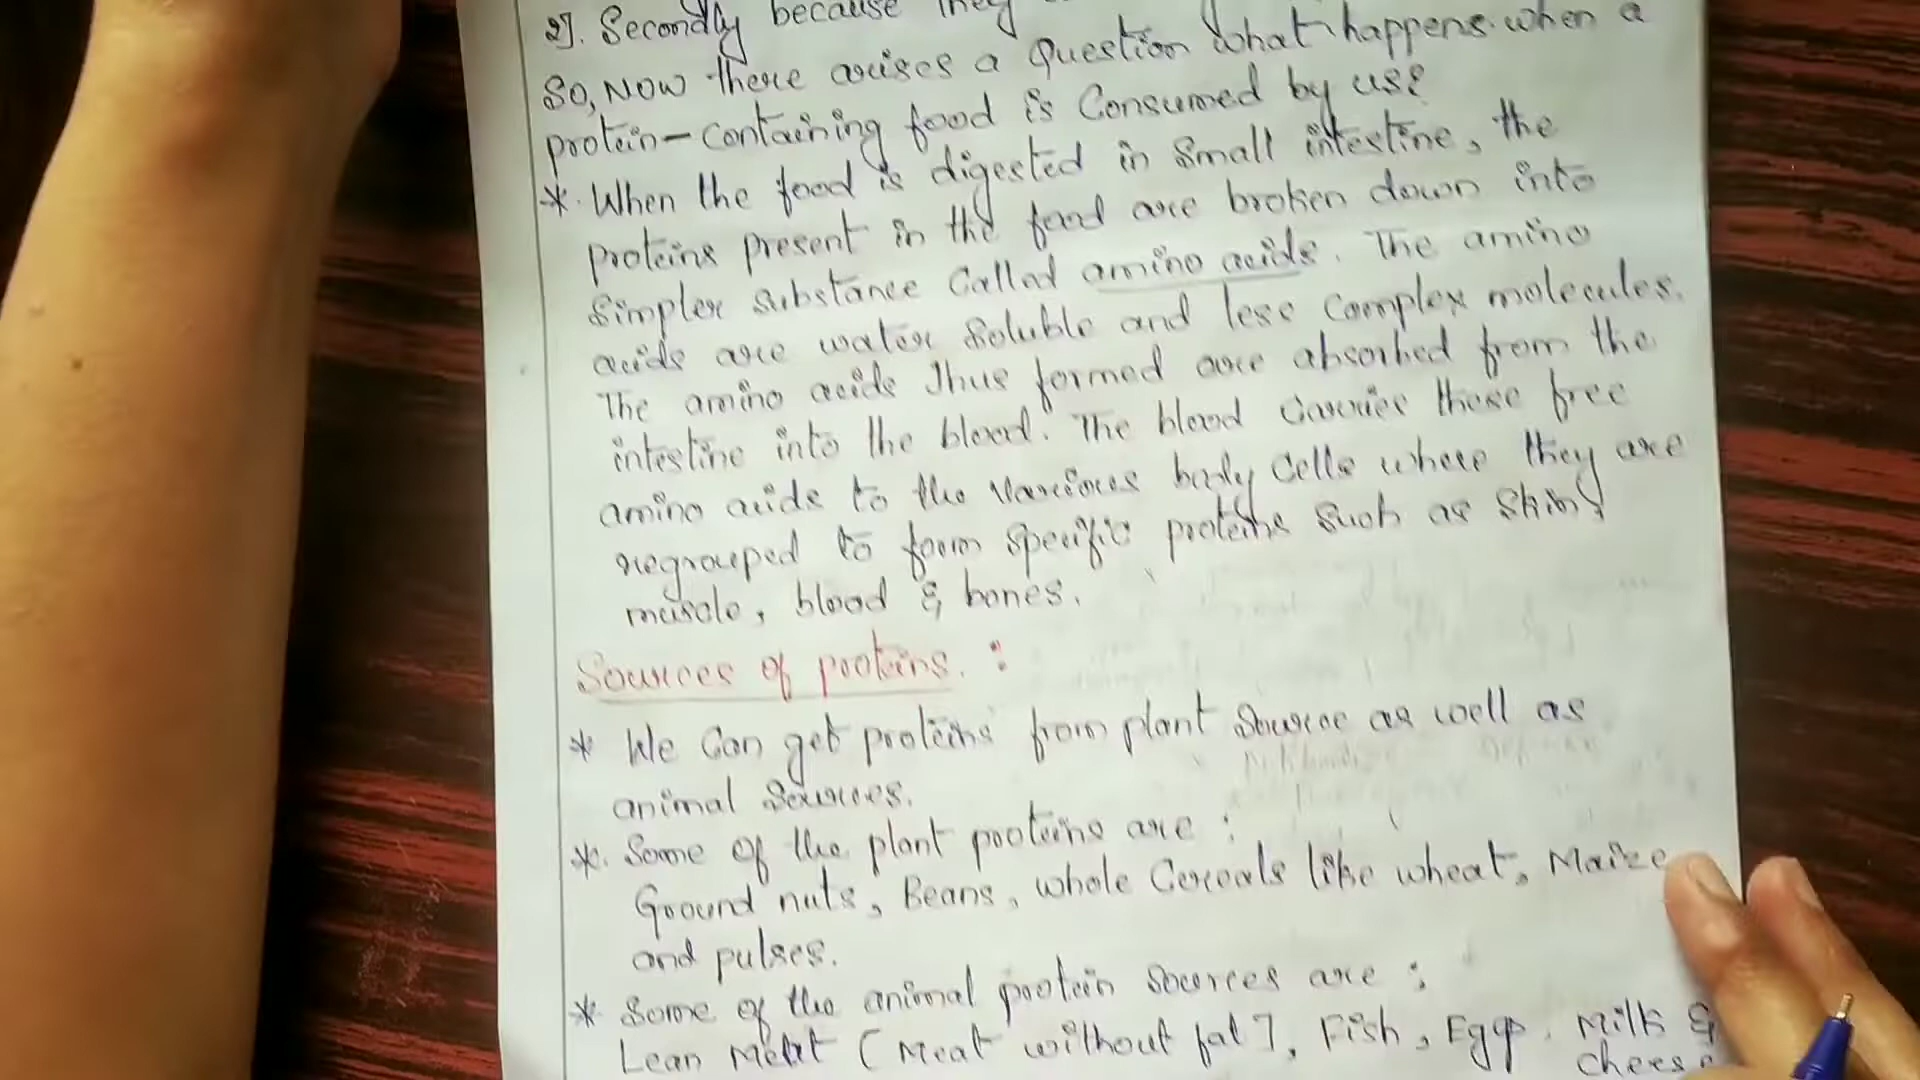 2]. Secondly because they
So, Now there arises a Question what happens when a
protein-containing food is Consumed by us?
*. When the food is digested in small intestine, the
proteins present in the food are broken down into
simpler substance called amino acids. The amino
acids are water soluble and less complex molecules.
The amino acids thus formed are absorbed from the
intestine into the blood. The blood carries these free
amino acids to the various body cells where they are
regrouped to form specific proteins such as skin,
muscle, blood & bones.
Sources of proteins. :
* We can get proteins from plant source as well as
animal sources.
*. Some of the plant proteins are :
Ground nuts, Beans, whole Cereals like wheat, Maize
and pulses.
* Some of the animal protein sources are :
Lean Meat (Meat without fat], Fish, Eggs, Milk &
cheese